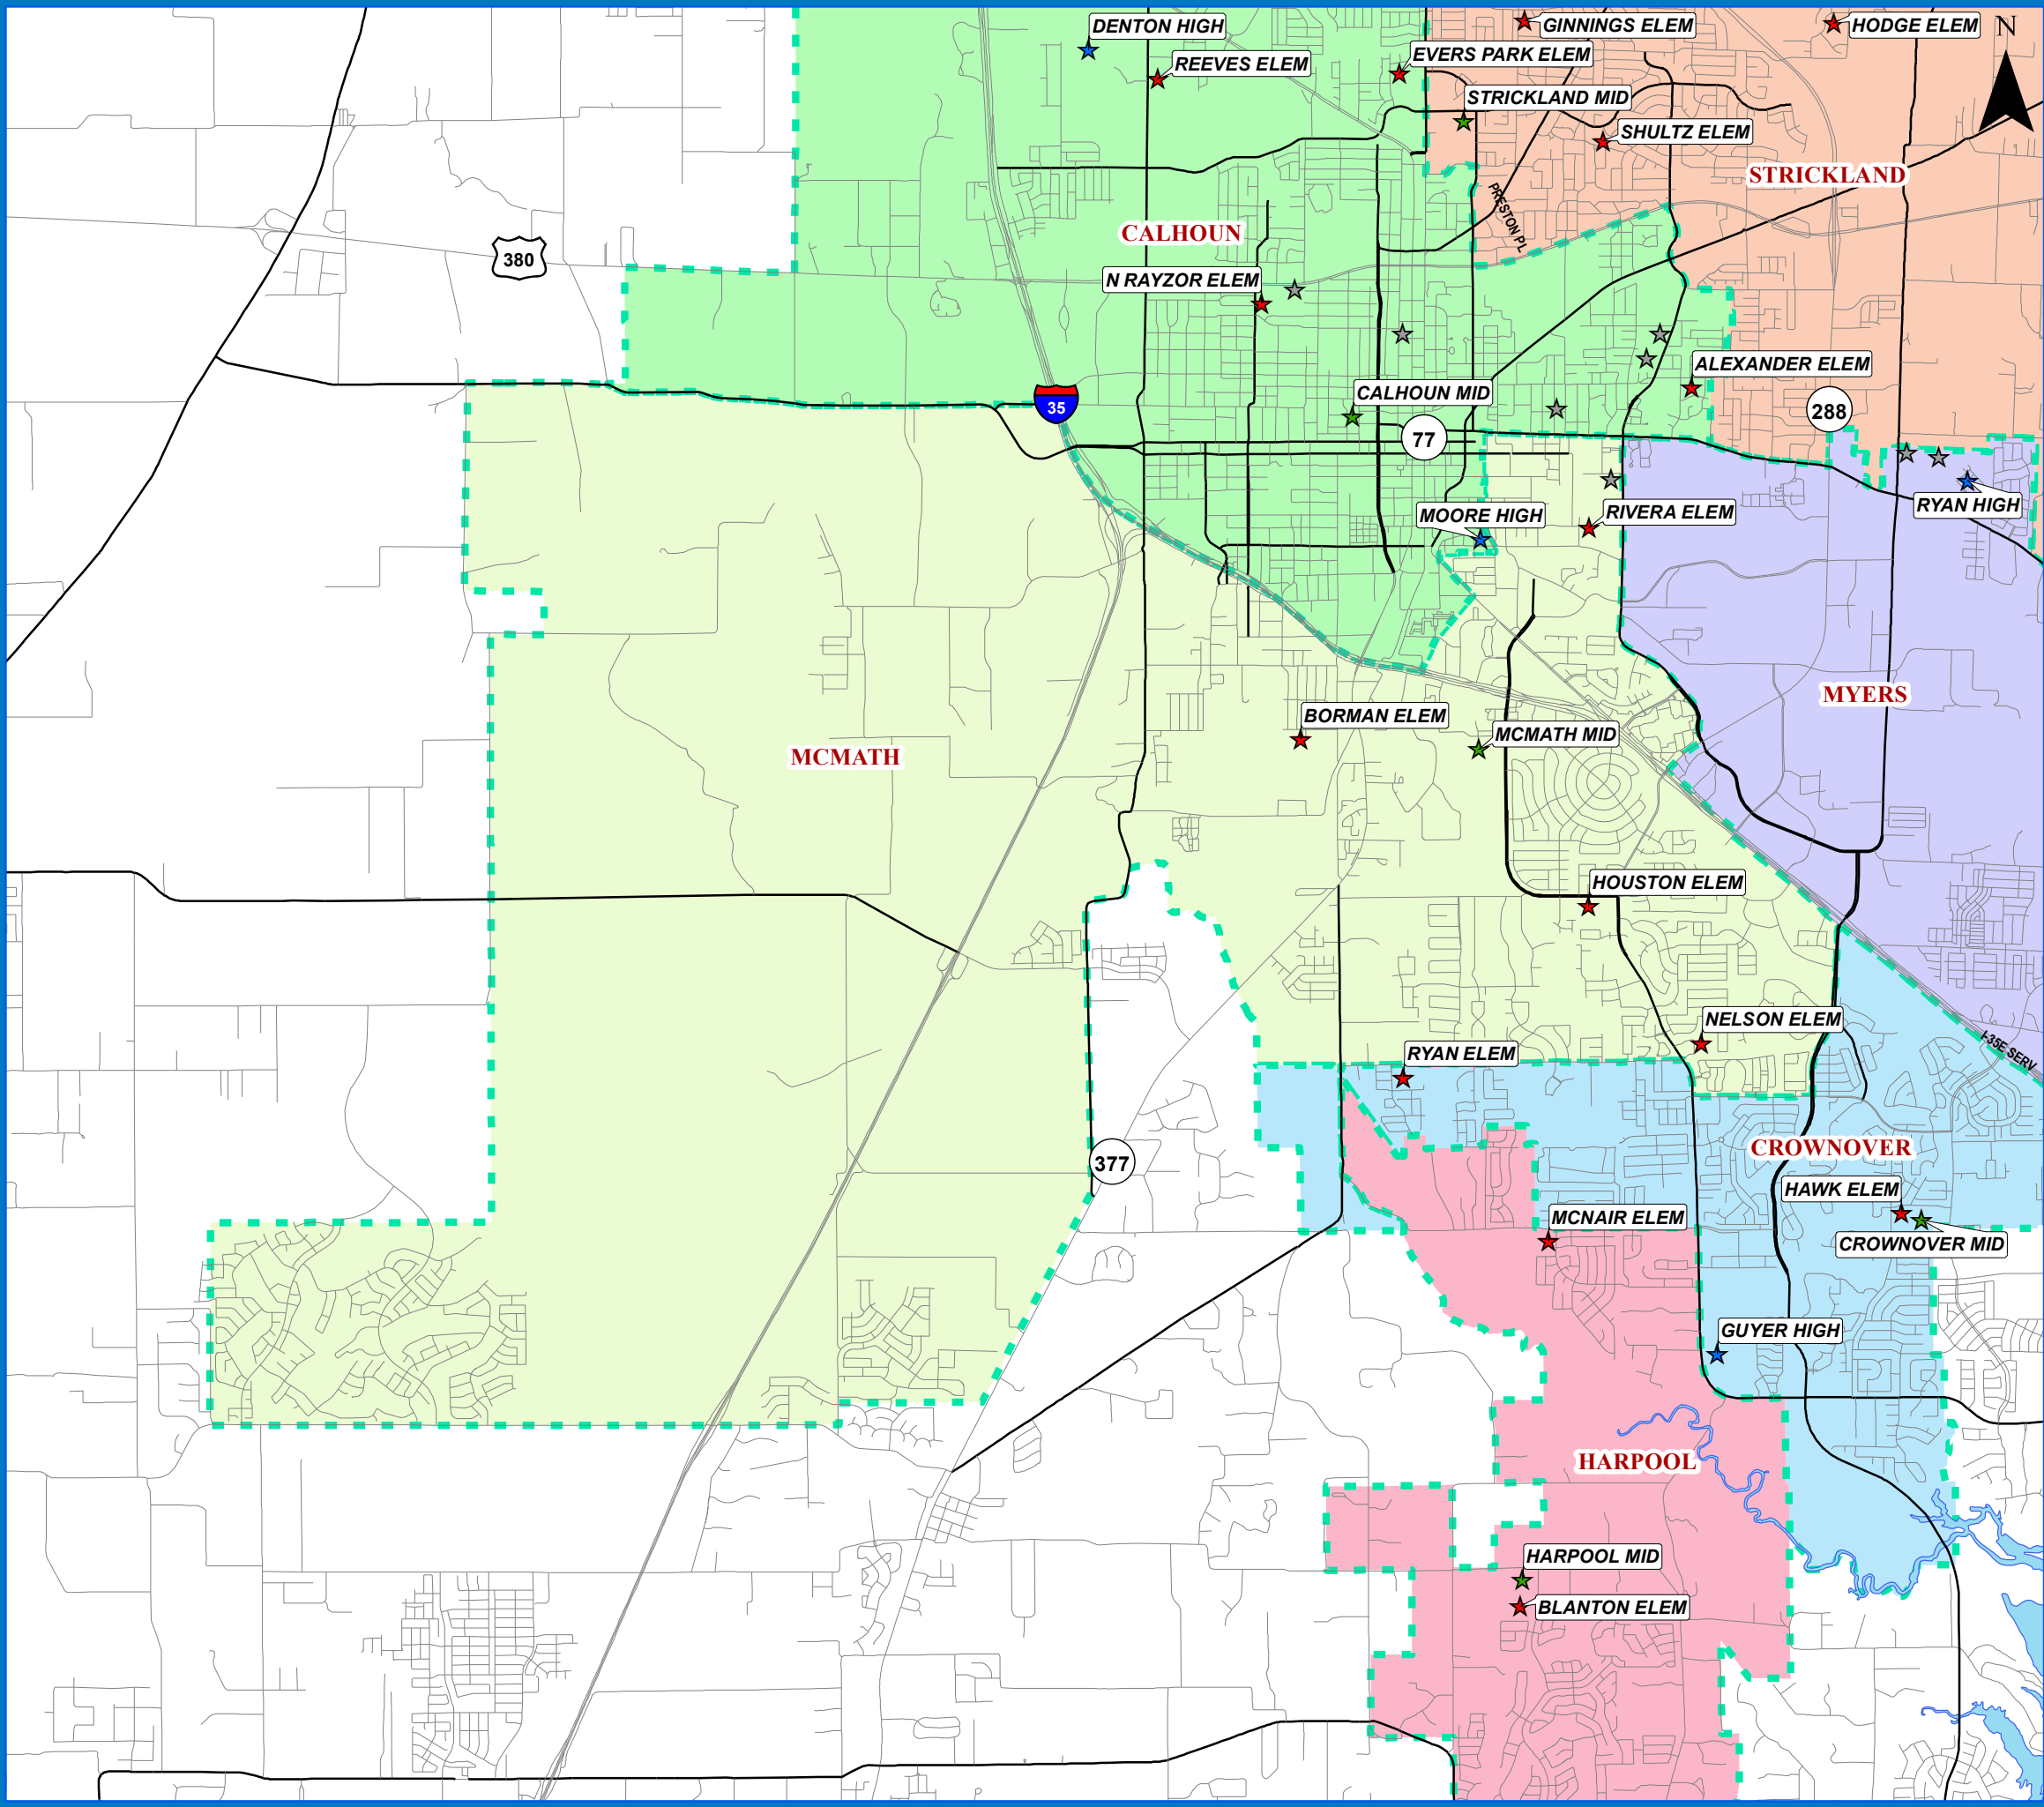 DENTON HIGH
GINNINGS ELEM
HODGE ELEM
N
REEVES ELEM
EVERS PARK ELEM
STRICKLAND MID
SHULTZ ELEM
STRICKLAND
PRESTON PL
CALHOUN
380
N RAYZOR ELEM
ALEXANDER ELEM
CALHOUN MID
35
288
77
RYAN HIGH
MOORE HIGH
RIVERA ELEM
MYERS
BORMAN ELEM
MCMATH MID
MCMATH
HOUSTON ELEM
NELSON ELEM
I-35E SERV
RYAN ELEM
CROWNOVER
377
HAWK ELEM
MCNAIR ELEM
CROWNOVER MID
GUYER HIGH
HARPOOL
HARPOOL MID
BLANTON ELEM